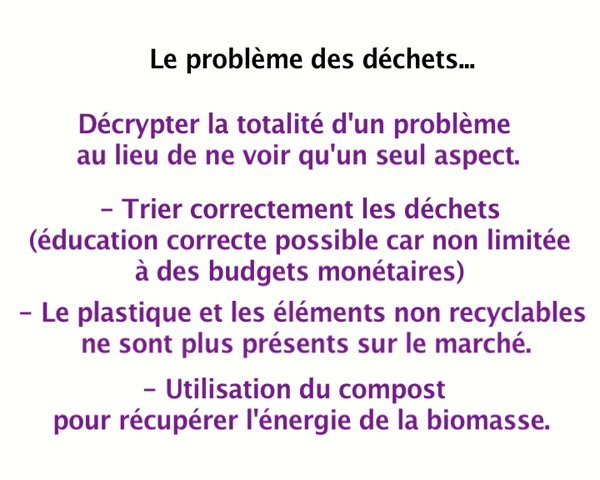 Le problème des déchets...
Décrypter la totalité d'un problème
au lieu de ne voir qu'un seul aspect.
– Trier correctement les déchets
(éducation correcte possible car non limitée
à des budgets monétaires)
– Le plastique et les éléments non recyclables
ne sont plus présents sur le marché.
– Utilisation du compost
pour récupérer l'énergie de la biomasse.